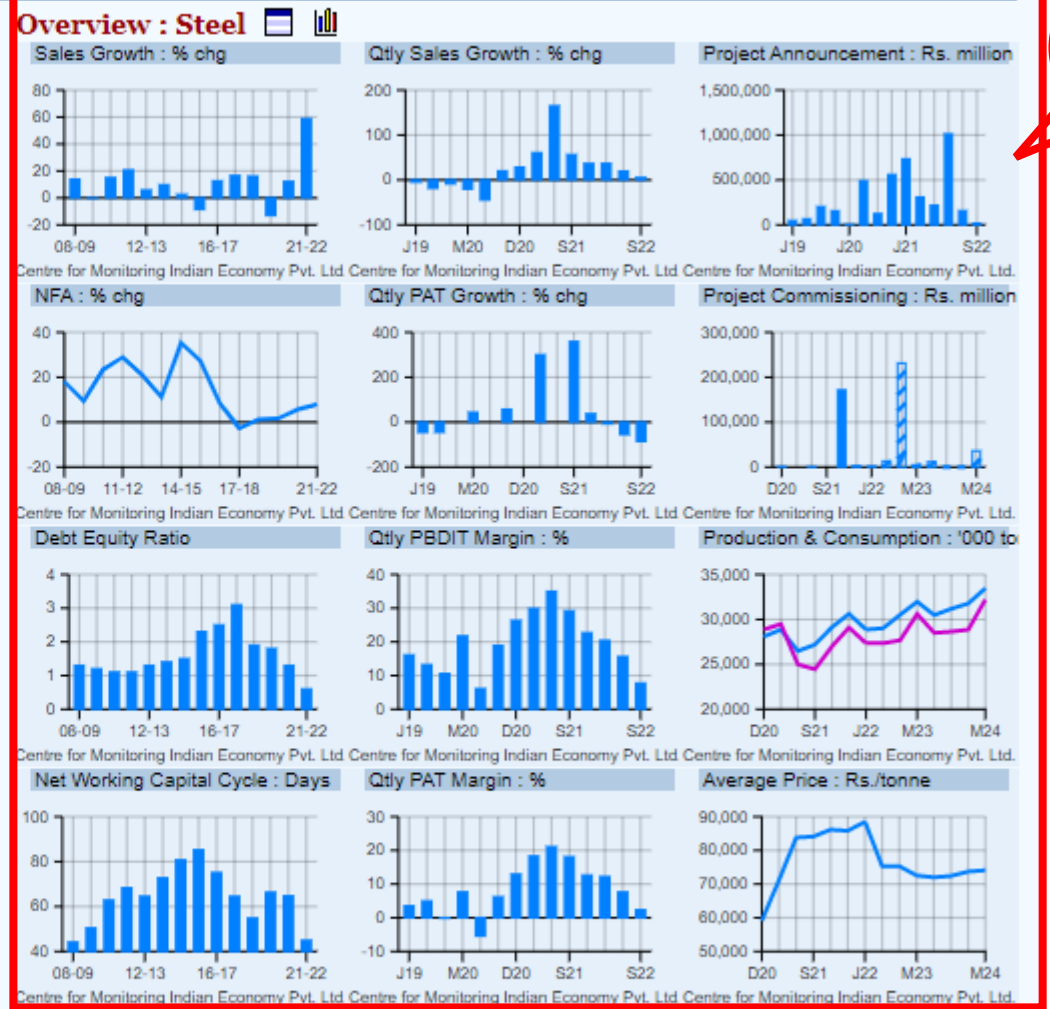 Overview : Steel
Sales Growth : % chg
80
60
40
20
0
-20
08-09 12-13 16-17 21-22
Centre for Monitoring Indian Economy Pvt. Ltd.
Qtly Sales Growth : % chg
200
100
0
-100
J19 M20 D20 S21 S22
Centre for Monitoring Indian Economy Pvt. Ltd.
Project Announcement : Rs. million
1,500,000
1,000,000
500,000
0
J19 J20 J21 S22
Centre for Monitoring Indian Economy Pvt. Ltd.
NFA : % chg
40
20
0
-20
08-09 11-12 14-15 17-18 21-22
Centre for Monitoring Indian Economy Pvt. Ltd.
Qtly PAT Growth : % chg
400
200
0
-200
J19 M20 D20 S21 S22
Centre for Monitoring Indian Economy Pvt. Ltd.
Project Commissioning : Rs. million
300,000
200,000
100,000
0
D20 S21 J22 M23 M24
Centre for Monitoring Indian Economy Pvt. Ltd.
Debt Equity Ratio
4
3
2
1
0
08-09 12-13 16-17 21-22
Centre for Monitoring Indian Economy Pvt. Ltd.
Qtly PBDIT Margin : %
40
30
20
10
0
J19 M20 D20 S21 S22
Centre for Monitoring Indian Economy Pvt. Ltd.
Production & Consumption : '000
35,000
30,000
25,000
20,000
D20 S21 J22 M23 M24
Centre for Monitoring Indian Economy Pvt. Ltd.
Net Working Capital Cycle : Days
100
80
60
40
08-09 12-13 16-17 21-22
Centre for Monitoring Indian Economy Pvt. Ltd.
Qtly PAT Margin : %
30
20
10
0
-10
J19 M20 D20 S21 S22
Centre for Monitoring Indian Economy Pvt. Ltd.
Average Price : Rs./tonne
90,000
80,000
70,000
60,000
50,000
D20 S21 J22 M23 M24
Centre for Monitoring Indian Economy Pvt. Ltd.